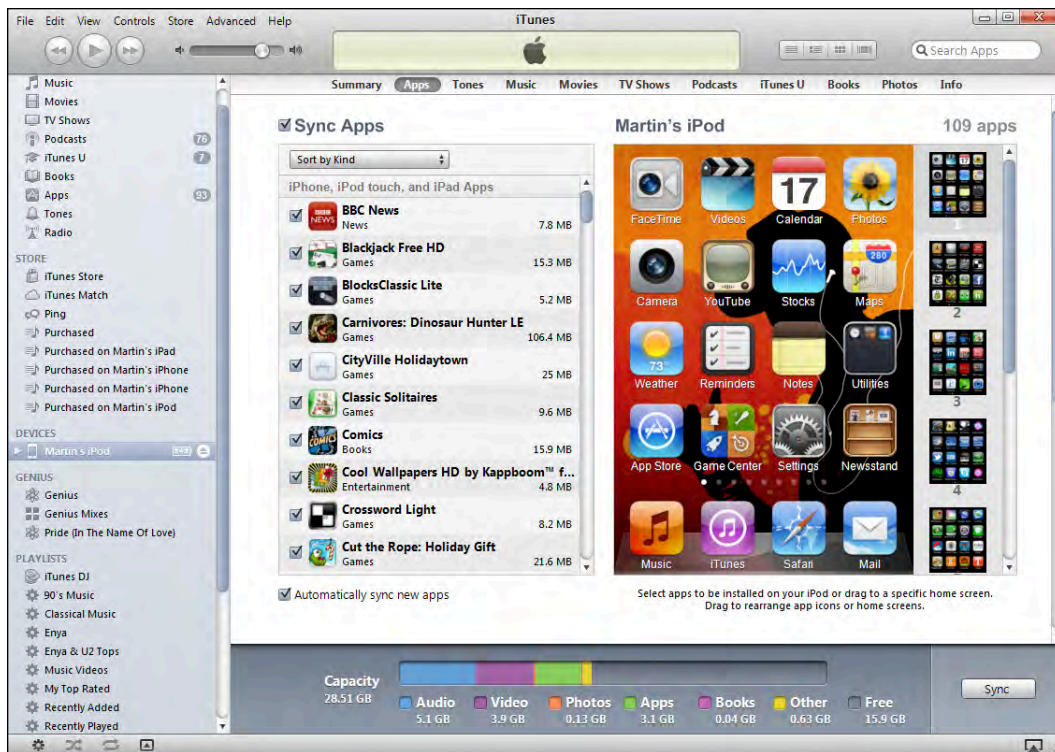 File Edit View Controls Store Advanced Help
iTunes
Search Apps
Music
Movies
TV Shows
Podcasts 76
iTunes U 7
Books
Apps 93
Tones
Radio
STORE
iTunes Store
iTunes Match
Ping
Purchased
Purchased on Martin's iPad
Purchased on Martin's iPhone
Purchased on Martin's iPhone
Purchased on Martin's iPod
DEVICES
Martin's iPod
GENIUS
Genius
Genius Mixes
Pride (In The Name Of Love)
PLAYLISTS
iTunes DJ
90's Music
Classical Music
Enya
Enya & U2 Tops
Music Videos
My Top Rated
Recently Added
Recently Played
Summary Apps Tones Music Movies TV Shows Podcasts iTunes U Books Photos Info
Sync Apps
Sort by Kind
iPhone, iPod touch, and iPad Apps
BBC NEWS
BBC News
News 7.8 MB
Blackjack Free HD
Games 15.3 MB
BlocksClassic Lite
Games 5.2 MB
Carnivores: Dinosaur Hunter LE
Games 106.4 MB
CityVille Holidaytown
Games 25 MB
Classic Solitaires
Games 9.6 MB
COMICS
Comics
Books 15.9 MB
Cool Wallpapers HD by Kappboom™ f...
Entertainment 4.8 MB
Crossword Light
Games 8.2 MB
Cut the Rope: Holiday Gift
Games 21.6 MB
Automatically sync new apps
Martin's iPod 109 apps
17
FaceTime Videos Calendar Photos
280
Camera YouTube Stocks Maps
73
Weather Reminders Notes Utilities
App Store Game Center Settings Newsstand
Music iTunes Safari Mail
1
2
3
4
Select apps to be installed on your iPod or drag to a specific home screen.
Drag to rearrange app icons or home screens.
Capacity
28.51 GB
Audio Video Photos Apps Books Other Free
5.1 GB 3.9 GB 0.13 GB 3.1 GB 0.04 GB 0.63 GB 15.9 GB
Sync